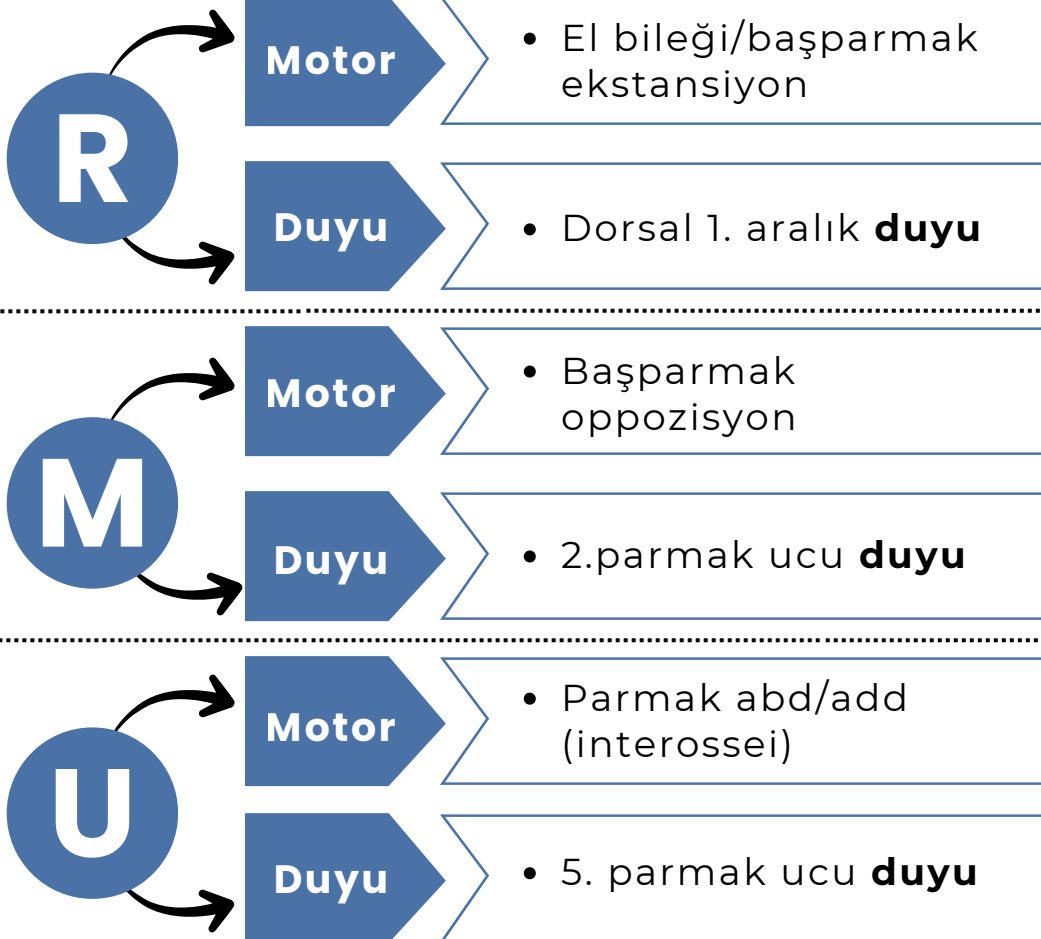 R
Motor
• El bileği/başparmak
ekstansiyon
Duyu
• Dorsal 1. aralık duyu
M
Motor
• Başparmak
oppozisyon
Duyu
• 2.parmak ucu duyu
U
Motor
• Parmak abd/add
(interossei)
Duyu
• 5. parmak ucu duyu